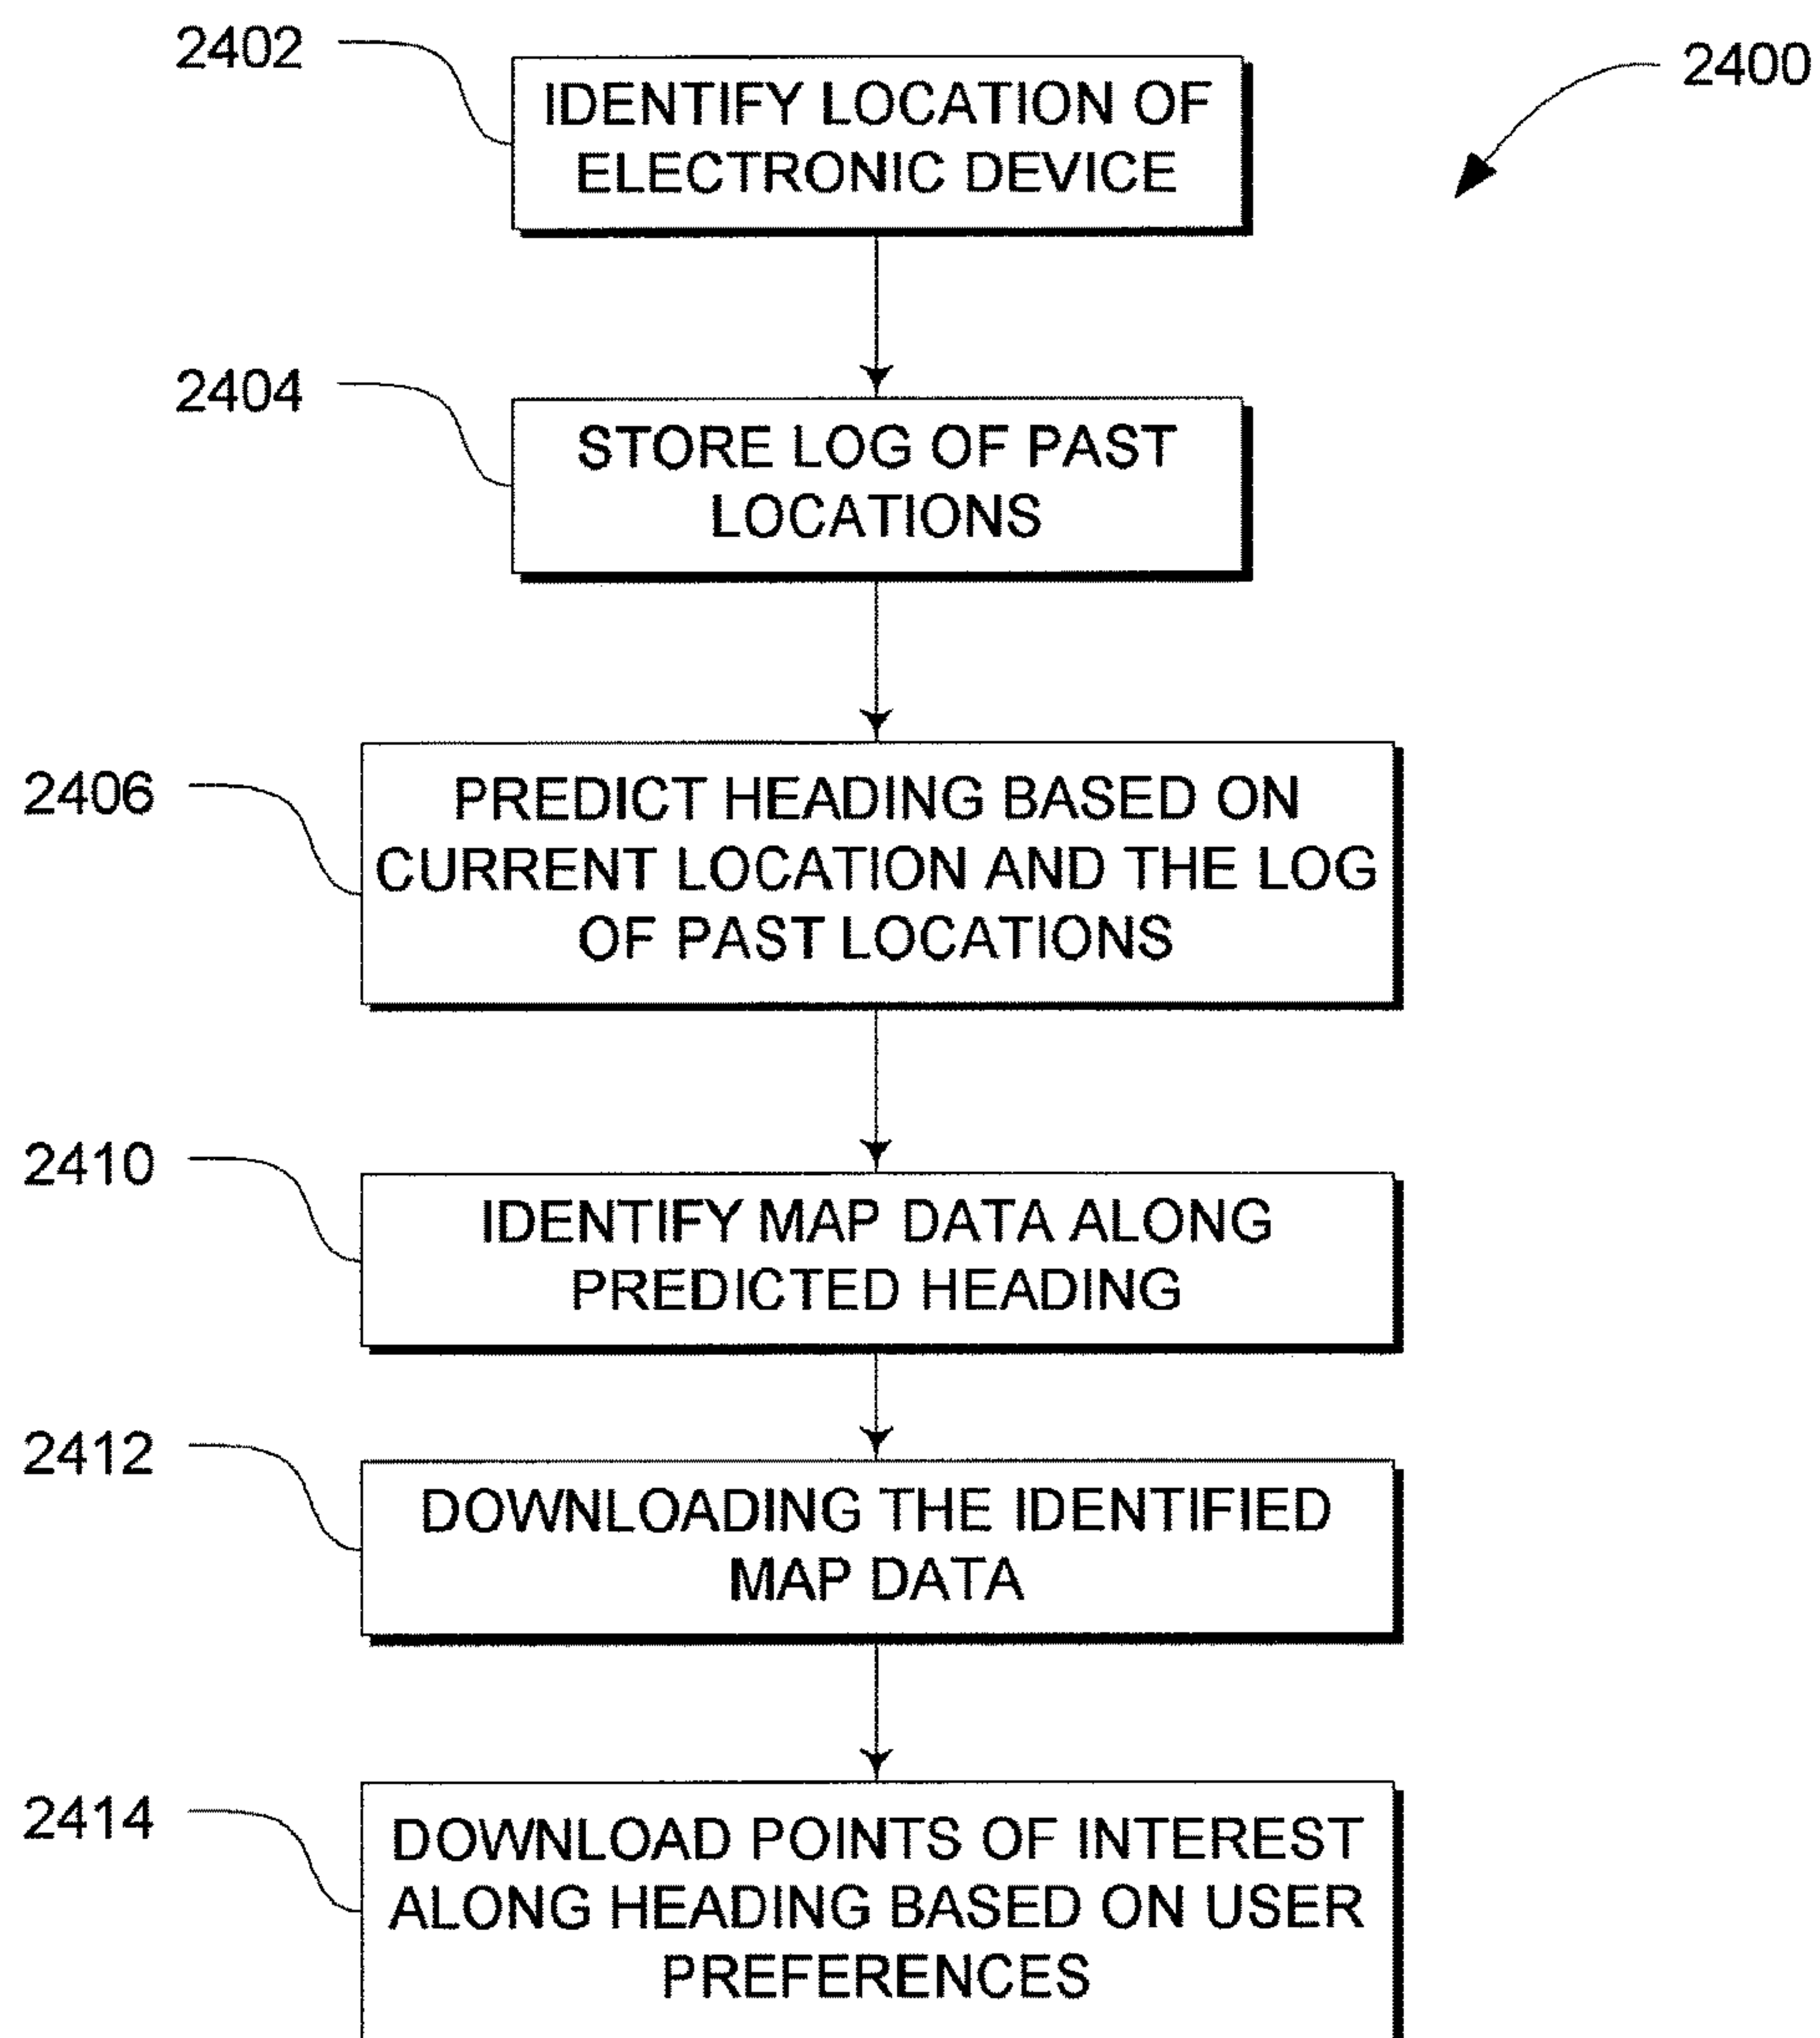 2400
2402
IDENTIFY LOCATION OF
ELECTRONIC DEVICE
2404
STORE LOG OF PAST
LOCATIONS
2406
PREDICT HEADING BASED ON
CURRENT LOCATION AND THE LOG
OF PAST LOCATIONS
2410
IDENTIFY MAP DATA ALONG
PREDICTED HEADING
2412
DOWNLOADING THE IDENTIFIED
MAP DATA
2414
DOWNLOAD POINTS OF INTEREST
ALONG HEADING BASED ON USER
PREFERENCES